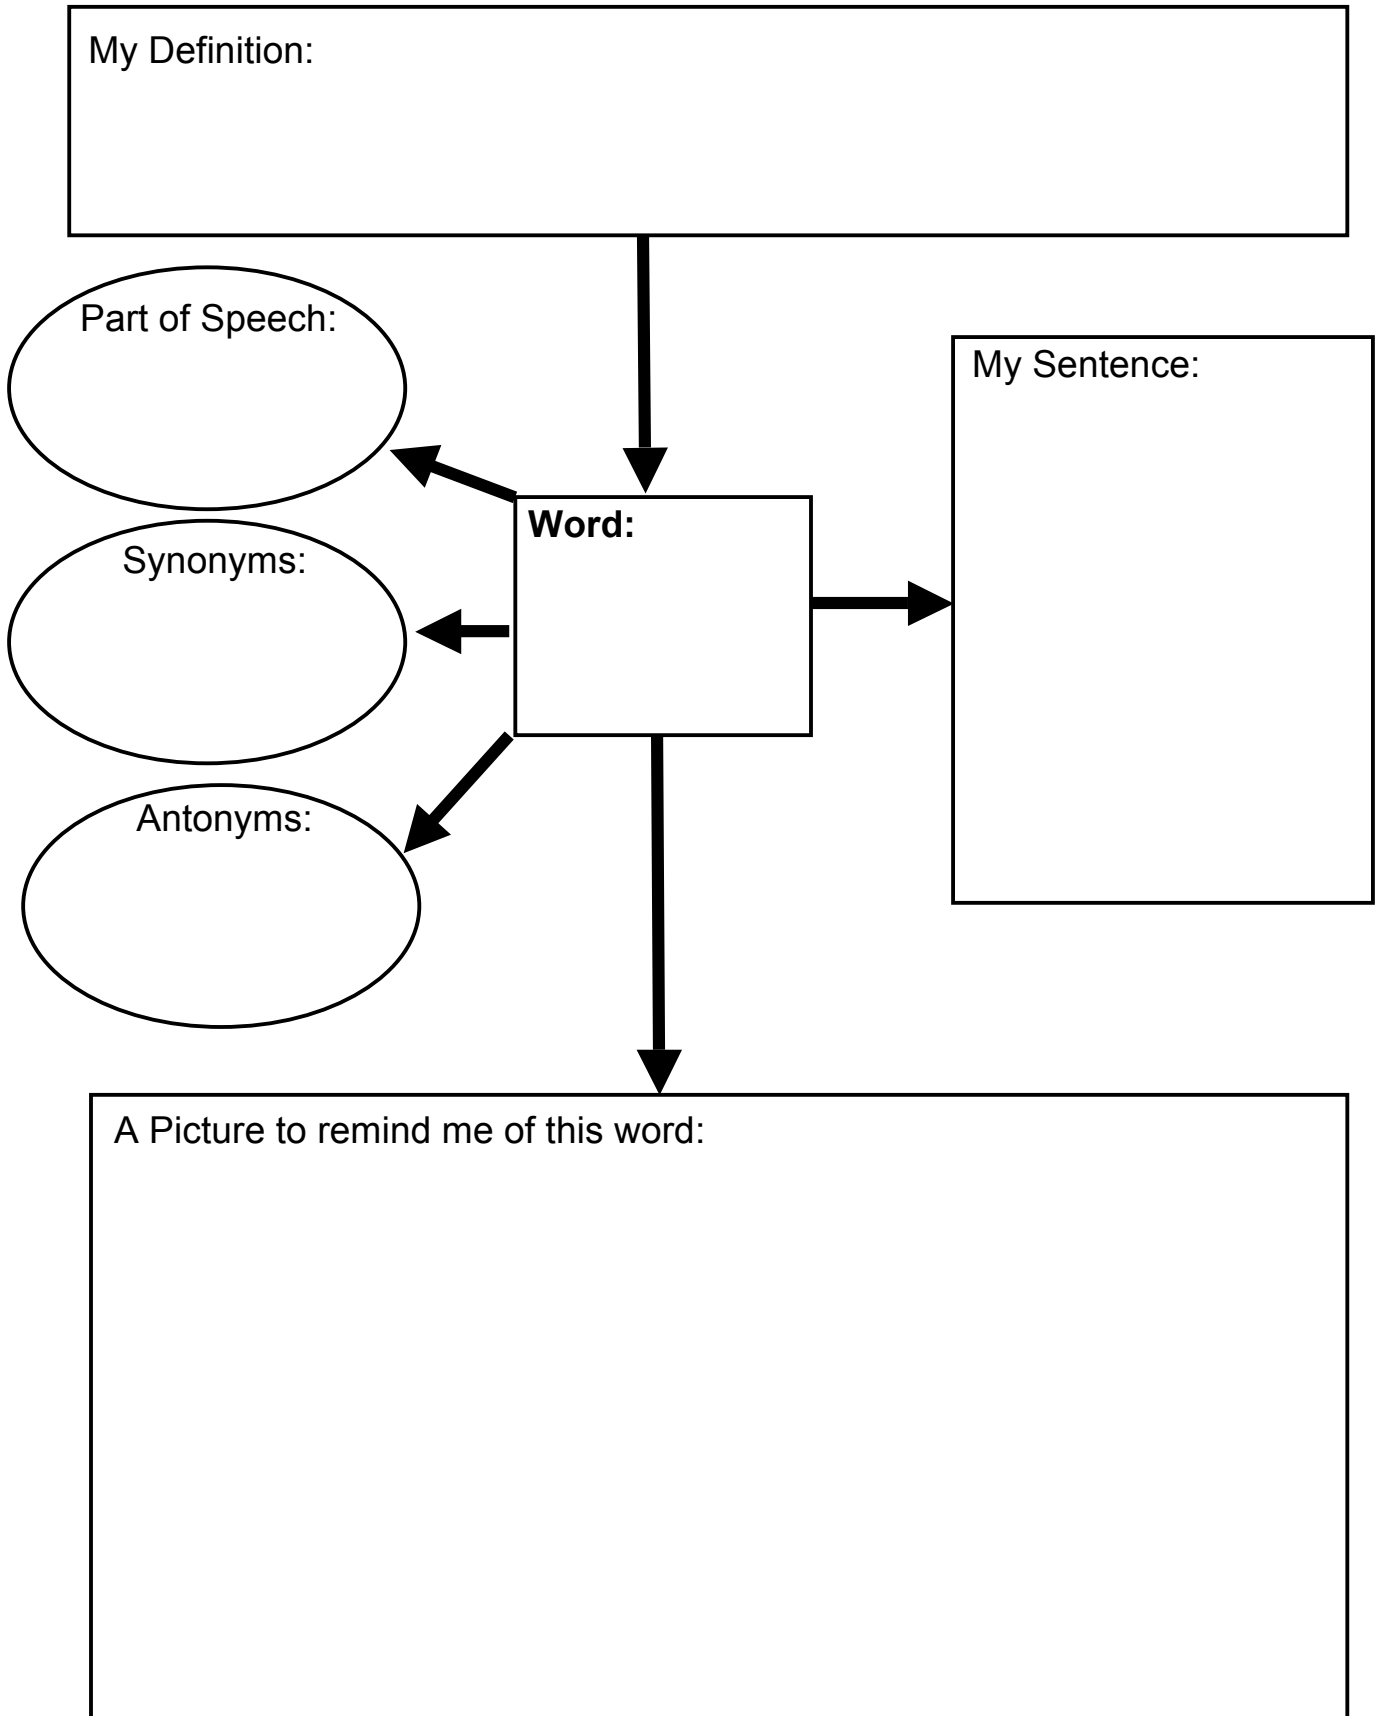 My Definition:
Part of Speech:
My Sentence:
Word:
Synonyms:
Antonyms:
A Picture to remind me of this word: